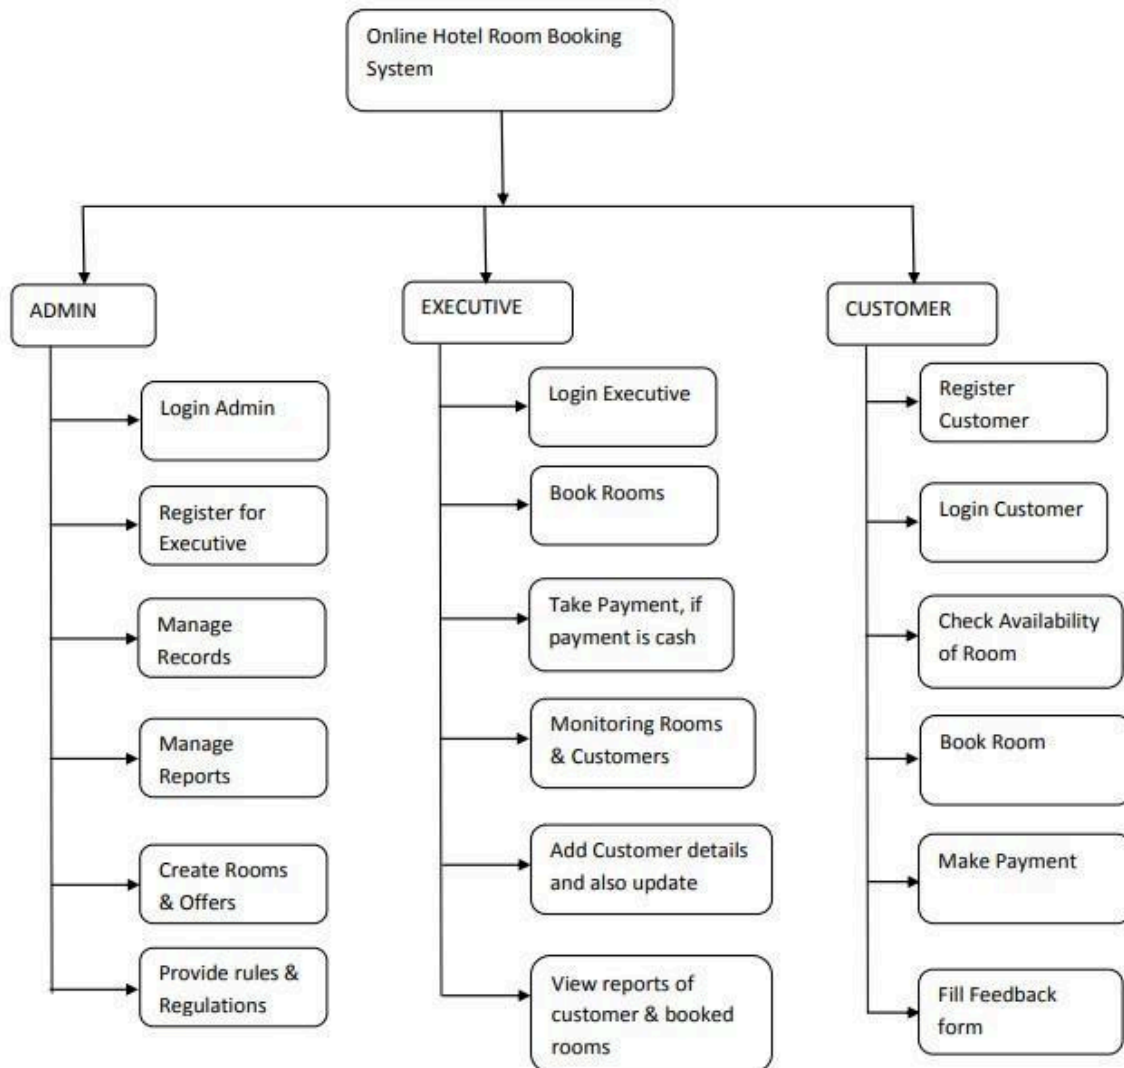 Online Hotel Room Booking
System
ADMIN
EXECUTIVE
CUSTOMER
Login Admin
Register for
Executive
Manage
Records
Manage
Reports
Create Rooms
& Offers
Provide rules &
Regulations
Login Executive
Book Rooms
Take Payment, if
payment is cash
Monitoring Rooms
& Customers
Add Customer details
and also update
View reports of
customer & booked
rooms
Register
Customer
Login Customer
Check Availability
of Room
Book Room
Make Payment
Fill Feedback
form